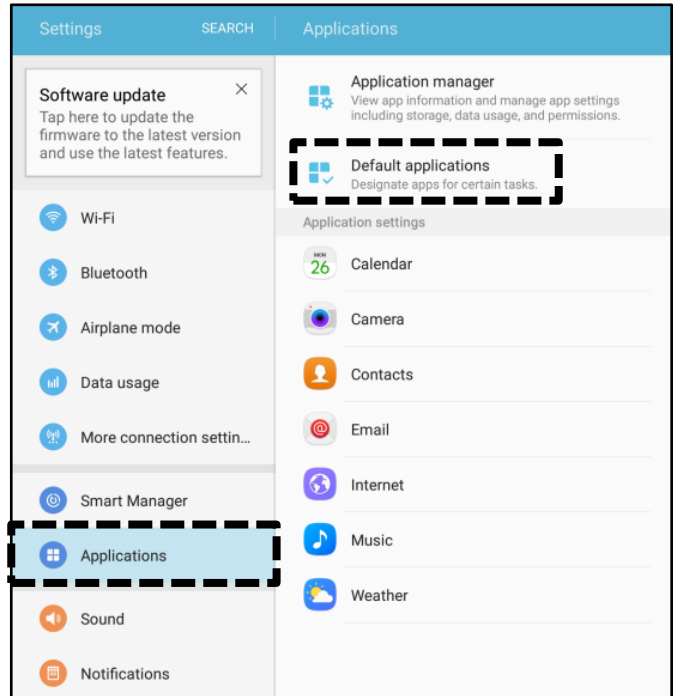 Settings
SEARCH
Software update
Tap here to update the
firmware to the latest version
and use the latest features.
Wi-Fi
Bluetooth
Airplane mode
Data usage
More connection settin...
Smart Manager
Applications
Sound
Notifications
Applications
Application manager
View app information and manage app settings
including storage, data usage, and permissions.
Default applications
Designate apps for certain tasks.
Application settings
MON
26
Calendar
Camera
Contacts
@
Email
Internet
Music
Weather